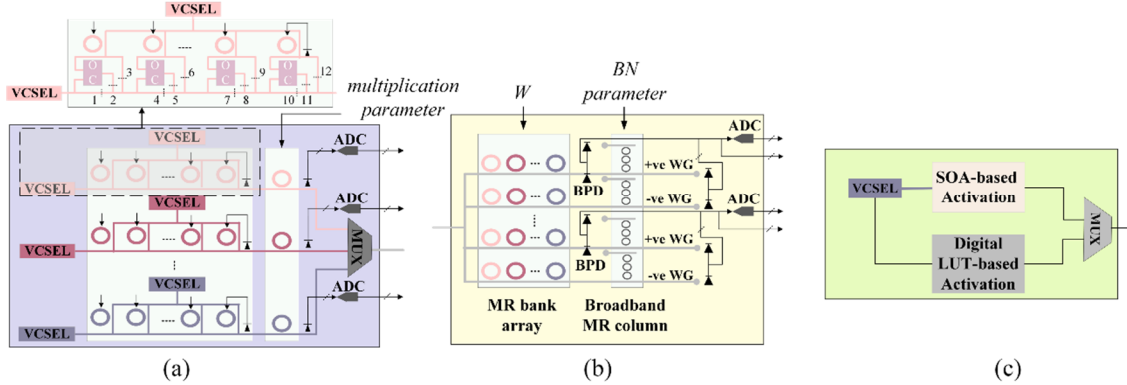 VCSEL
O C O C O C O C
3 6 9 12
VCSEL
1 2 4 5 7 8 10 11
multiplication
parameter
VCSEL
ADC
VCSEL
VCSEL
ADC
VCSEL
MUX
VCSEL
ADC
VCSEL
(a)
W
BN
parameter
ADC
+ve WG
BPD
-ve WG
ADC
+ve WG
BPD
-ve WG
MR bank
array
Broadband
MR column
(b)
VCSEL
SOA-based
Activation
MUX
Digital
LUT-based
Activation
(c)